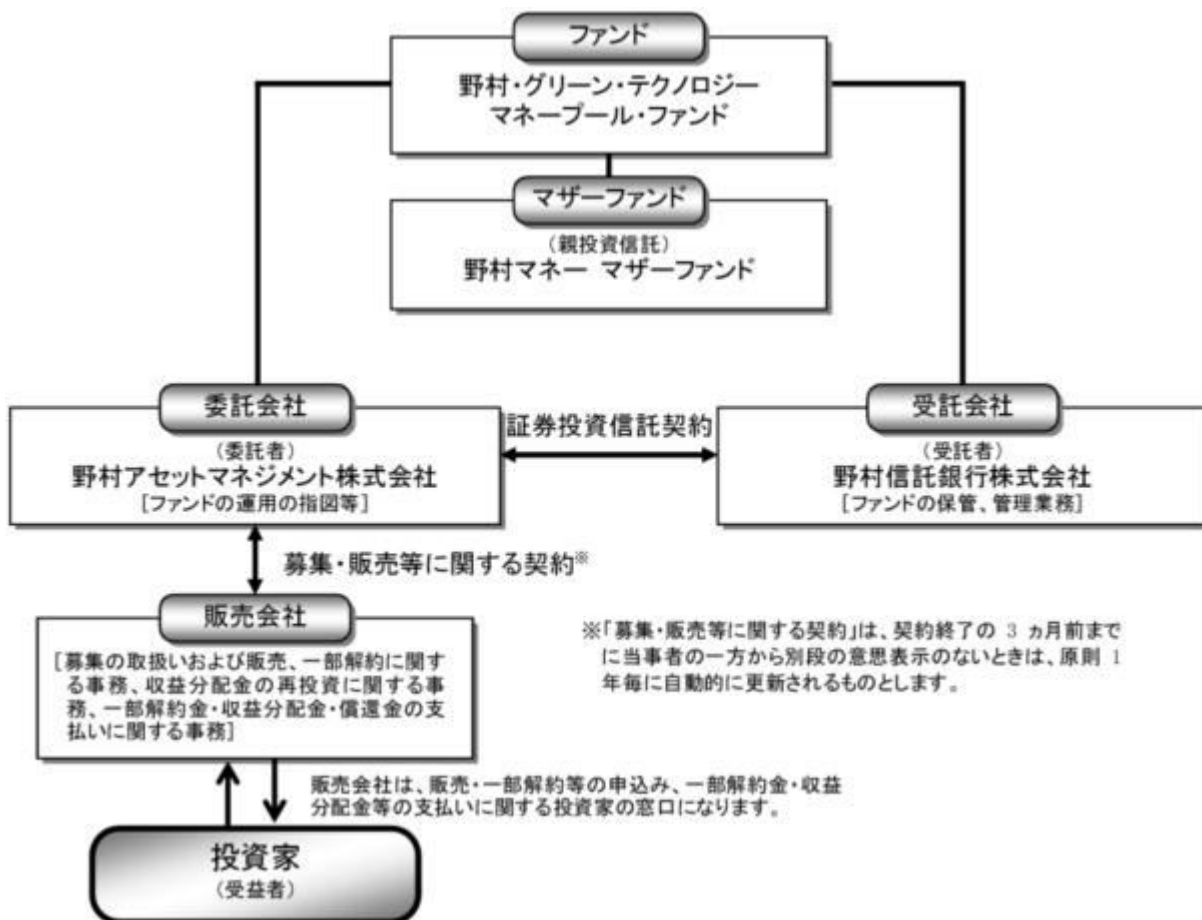 ファンド
野村・グリーン・テクノロジー
マネープール・ファンド
マザーファンド
(親投資信託)
野村マネー マザーファンド
委託会社
(委託者)
野村アセットマネジメント株式会社
[ファンドの運用の指図等]
証券投資信託契約
受託会社
(受託者)
野村信託銀行株式会社
[ファンドの保管、管理業務]
募集・販売等に関する契約※
販売会社
[募集の取扱いおよび販売、一部解約に関す
る事務、収益分配金の再投資に関する事
務、一部解約金・収益分配金・償還金の支
払いに関する事務]
※「募集・販売等に関する契約」は、契約終了の 3 ヵ月前まで
に当事者の一方から別段の意思表示のないときは、原則 1
年毎に自動的に更新されるものとします。
販売会社は、販売・一部解約等の申込み、一部解約金・収益
分配金等の支払いに関する投資家の窓口になります。
投資家
(受益者)